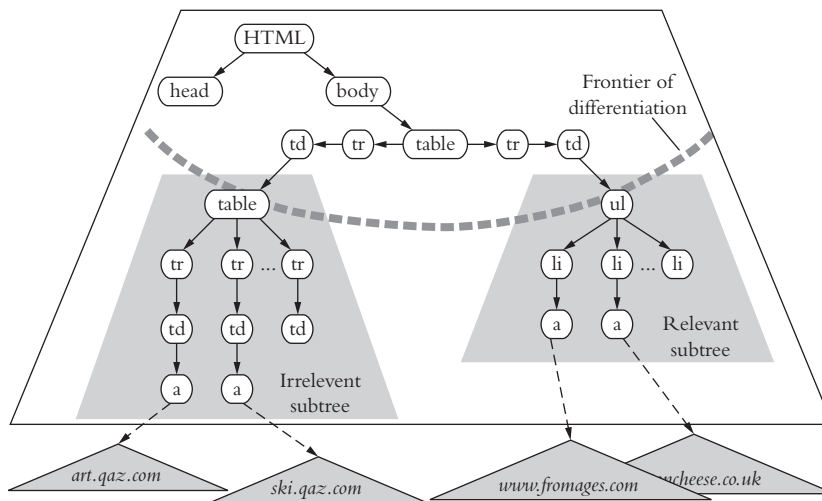 HTML
head
body
Frontier of
differentiation
td
tr
table
tr
td
table
ul
tr
tr
...
tr
li
li
...
li
td
td
td
a
a
Relevant
subtree
a
a
Irrelevent
subtree
art.qaz.com
ski.qaz.com
www.fromages.com